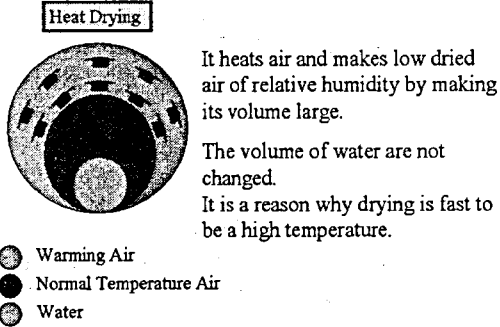 Heat Drying
It heats air and makes low dried
air of relative humidity by making
its volume large.
The volume of water are not
changed.
It is a reason why drying is fast to
be a high temperature.
Warming Air
Normal Temperature Air
Water